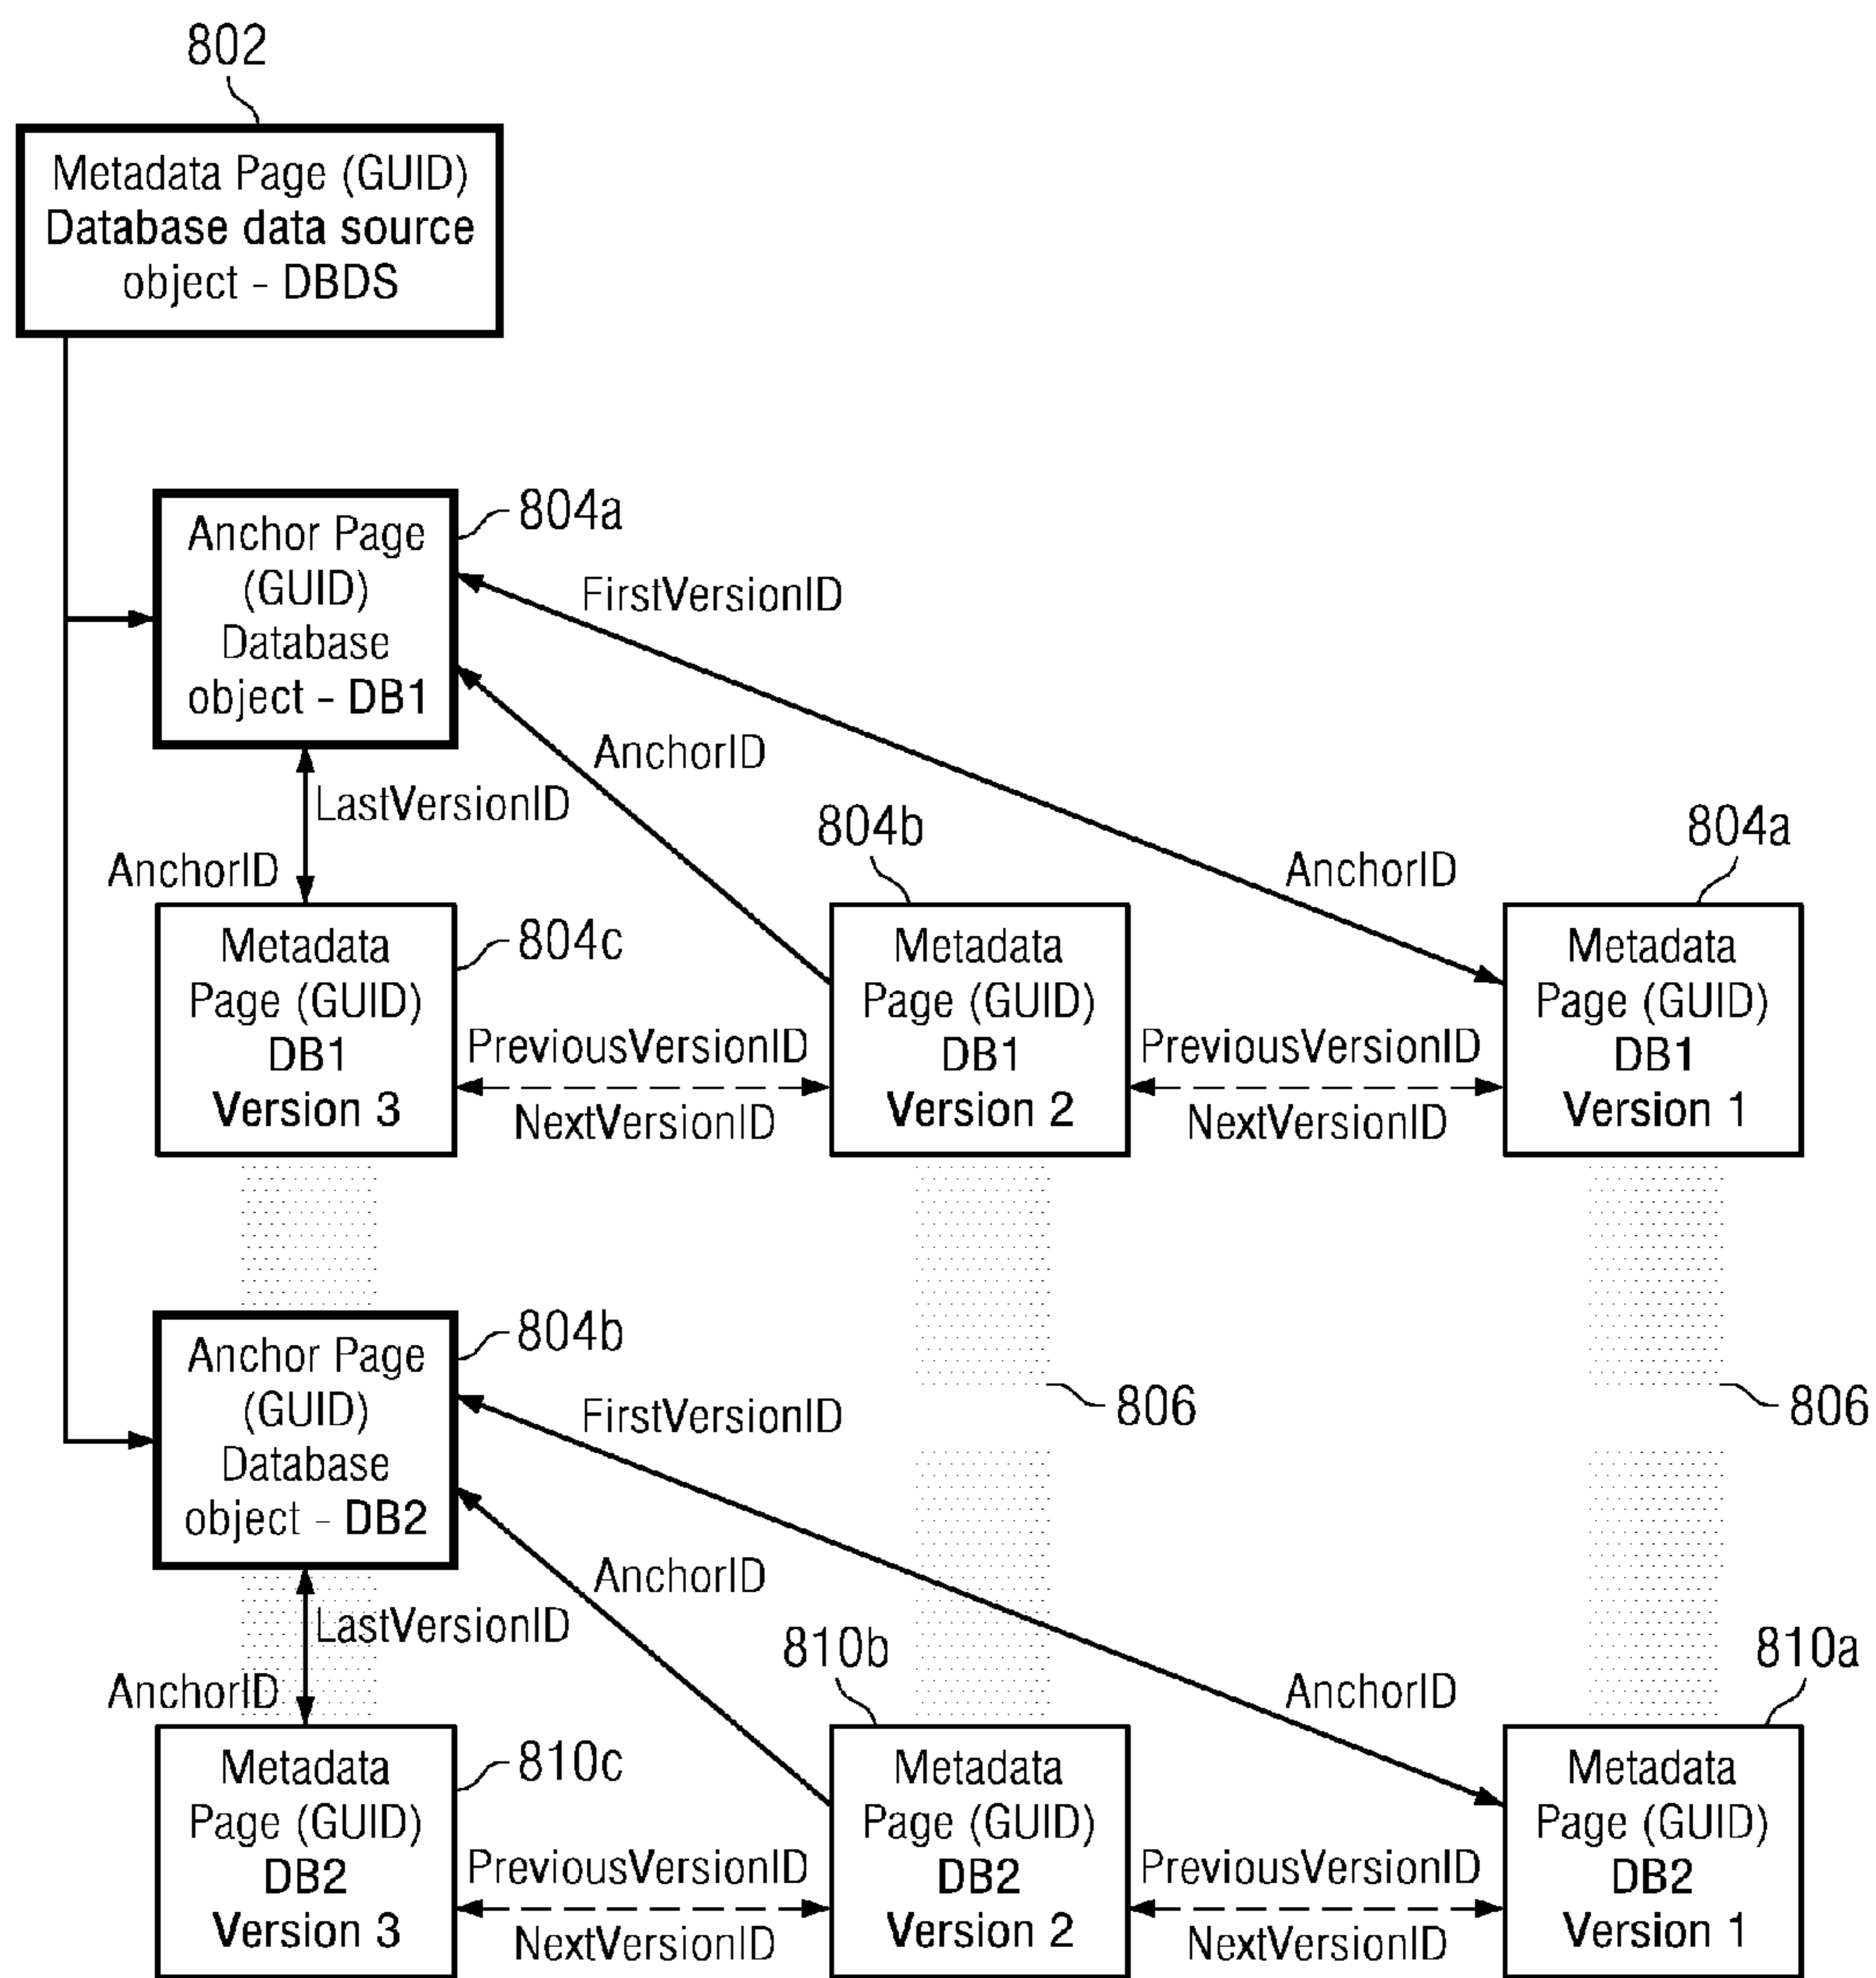 802
Metadata Page (GUID)
Database data source
object - DBDS
Anchor Page
(GUID)
Database
object - DB1
804a
FirstVersionID
AnchorID
LastVersionID
AnchorID
804b
804a
AnchorID
Metadata
Page (GUID)
DB1
Version 3
804c
PreviousVersionID
NextVersionID
Metadata
Page (GUID)
DB1
Version 2
PreviousVersionID
NextVersionID
Metadata
Page (GUID)
DB1
Version 1
Anchor Page
(GUID)
Database
object - DB2
804b
806
806
FirstVersionID
AnchorID
LastVersionID
AnchorID
810b
810a
AnchorID
Metadata
Page (GUID)
DB2
Version 3
810c
PreviousVersionID
NextVersionID
Metadata
Page (GUID)
DB2
Version 2
PreviousVersionID
NextVersionID
Metadata
Page (GUID)
DB2
Version 1